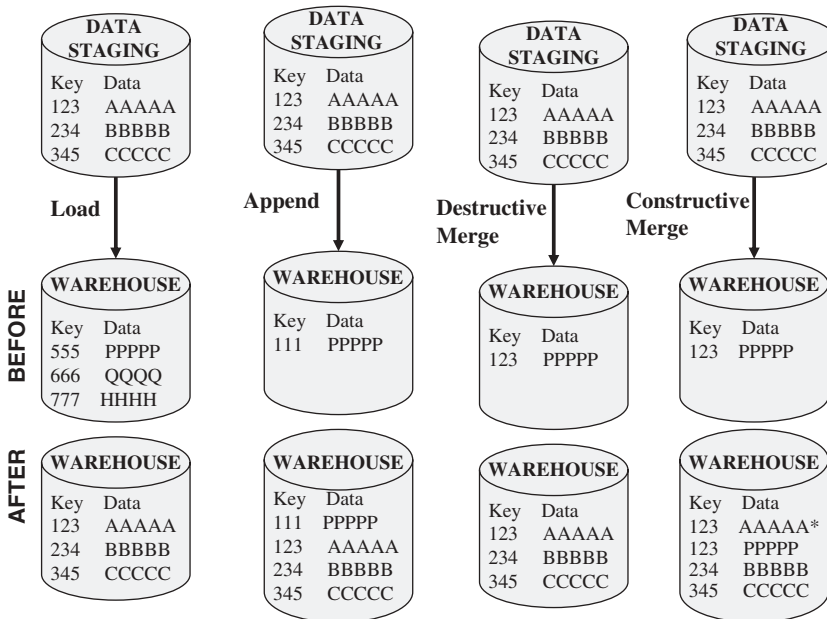 DATA
STAGING
Key Data
123 AAAAA
234 BBBBB
345 CCCCC
DATA
STAGING
Key Data
123 AAAAA
234 BBBBB
345 CCCCC
DATA
STAGING
Key Data
123 AAAAA
234 BBBBB
345 CCCCC
DATA
STAGING
Key Data
123 AAAAA
234 BBBBB
345 CCCCC
Load
Append
Destructive
Merge
Constructive
Merge
BEFORE
WAREHOUSE
Key Data
555 PPPPP
666 QQQQ
777 HHHH
WAREHOUSE
Key Data
111 PPPPP
WAREHOUSE
Key Data
123 PPPPP
WAREHOUSE
Key Data
123 PPPPP
AFTER
WAREHOUSE
Key Data
123 AAAAA
234 BBBBB
345 CCCCC
WAREHOUSE
Key Data
111 PPPPP
123 AAAAA
234 BBBBB
345 CCCCC
WAREHOUSE
Key Data
123 AAAAA
234 BBBBB
345 CCCCC
WAREHOUSE
Key Data
123 AAAAA*
123 PPPPP
234 BBBBB
345 CCCCC